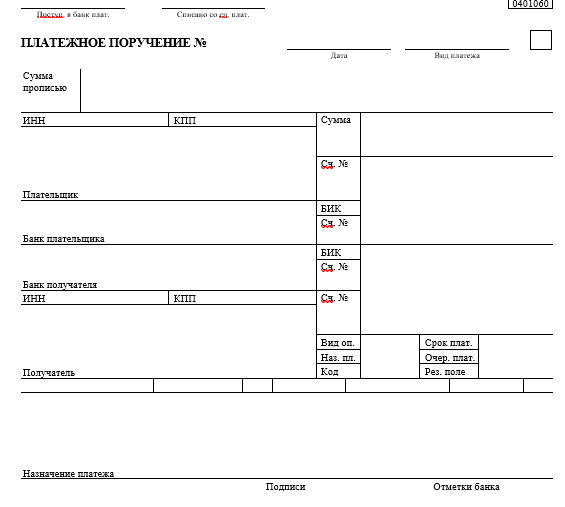 0401060
Поступ. в банк плат. Списано со сч. плат.
ПЛАТЕЖНОЕ ПОРУЧЕНИЕ №
Дата Вид платежа
Сумма
прописью
ИНН КПП Сумма
Сч. №
Плательщик
БИК
Сч. №
Банк плательщика
БИК
Сч. №
Банк получателя
ИНН КПП Сч. №
Вид оп. Срок плат.
Наз. пл. Очер. плат.
Получатель Код Рез. поле
Назначение платежа
Подписи Отметки банка